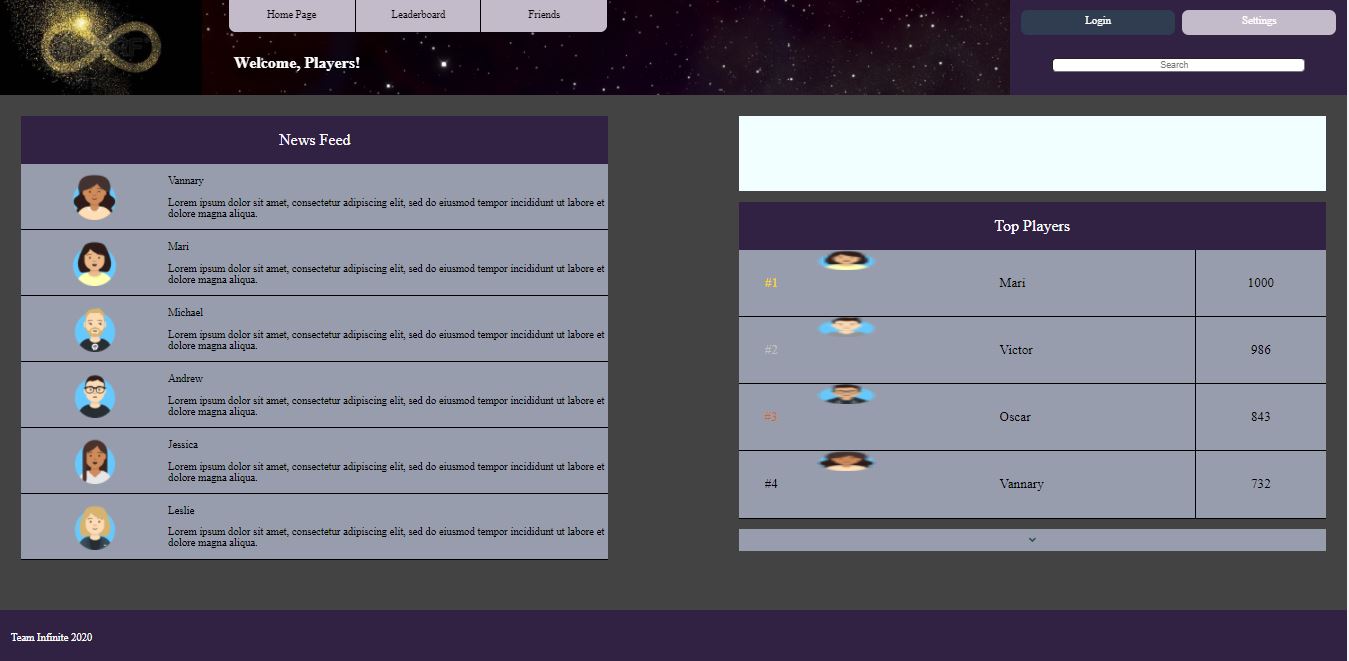 Home Page
Leaderboard
Friends
Login
Settings
Welcome, Players!
Search
News Feed
Vannary
Lorem ipsum dolor sit amet, consectetur adipiscing elit, sed do eiusmod tempor incididunt ut labore et
dolore magna aliqua.
Mari
Lorem ipsum dolor sit amet, consectetur adipiscing elit, sed do eiusmod tempor incididunt ut labore et
dolore magna aliqua.
Michael
Lorem ipsum dolor sit amet, consectetur adipiscing elit, sed do eiusmod tempor incididunt ut labore et
dolore magna aliqua.
Andrew
Lorem ipsum dolor sit amet, consectetur adipiscing elit, sed do eiusmod tempor incididunt ut labore et
dolore magna aliqua.
Jessica
Lorem ipsum dolor sit amet, consectetur adipiscing elit, sed do eiusmod tempor incididunt ut labore et
dolore magna aliqua.
Leslie
Lorem ipsum dolor sit amet, consectetur adipiscing elit, sed do eiusmod tempor incididunt ut labore et
dolore magna aliqua.
Top Players
#1 Mari 1000
#2 Victor 986
#3 Oscar 843
#4 Vannary 732
Team Infinite 2020